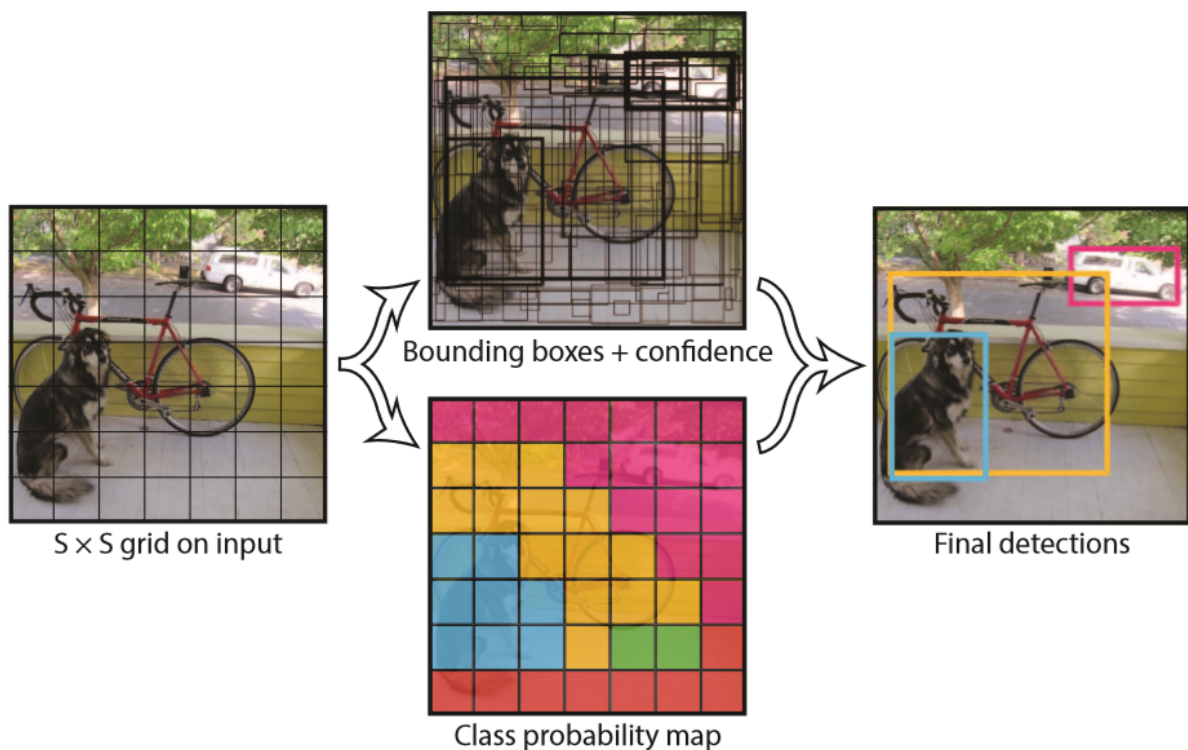 Bounding boxes + confidence
S × S grid on input
Final detections
Class probability map